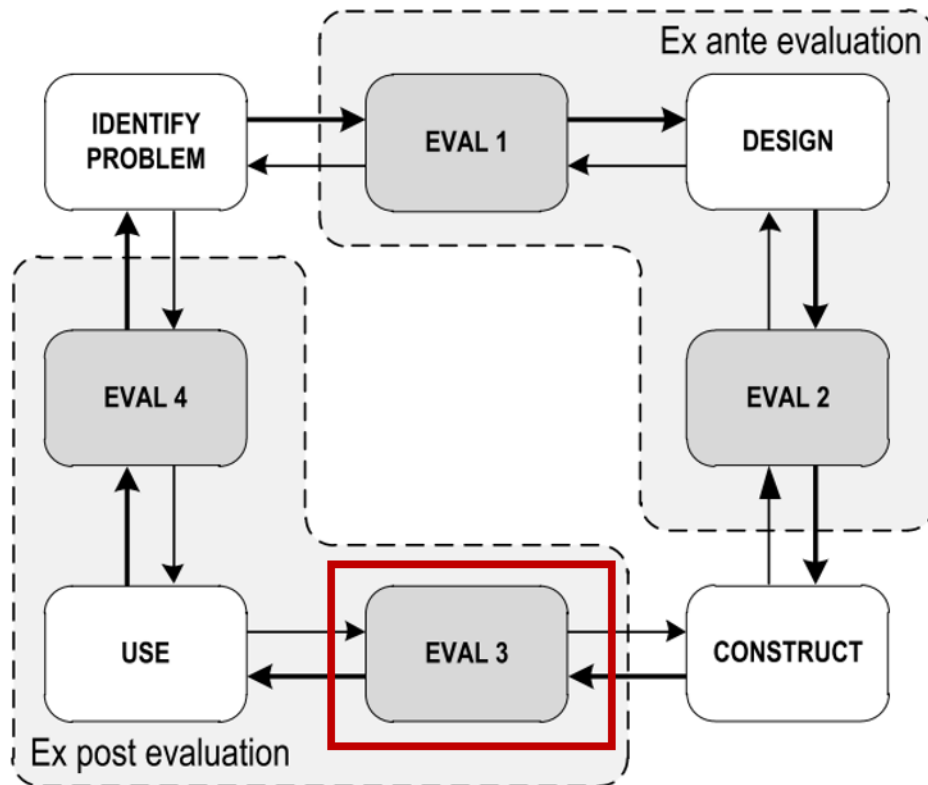 Ex ante evaluation
IDENTIFY
PROBLEM
EVAL 1
DESIGN
EVAL 4
EVAL 2
USE
EVAL 3
CONSTRUCT
Ex post evaluation